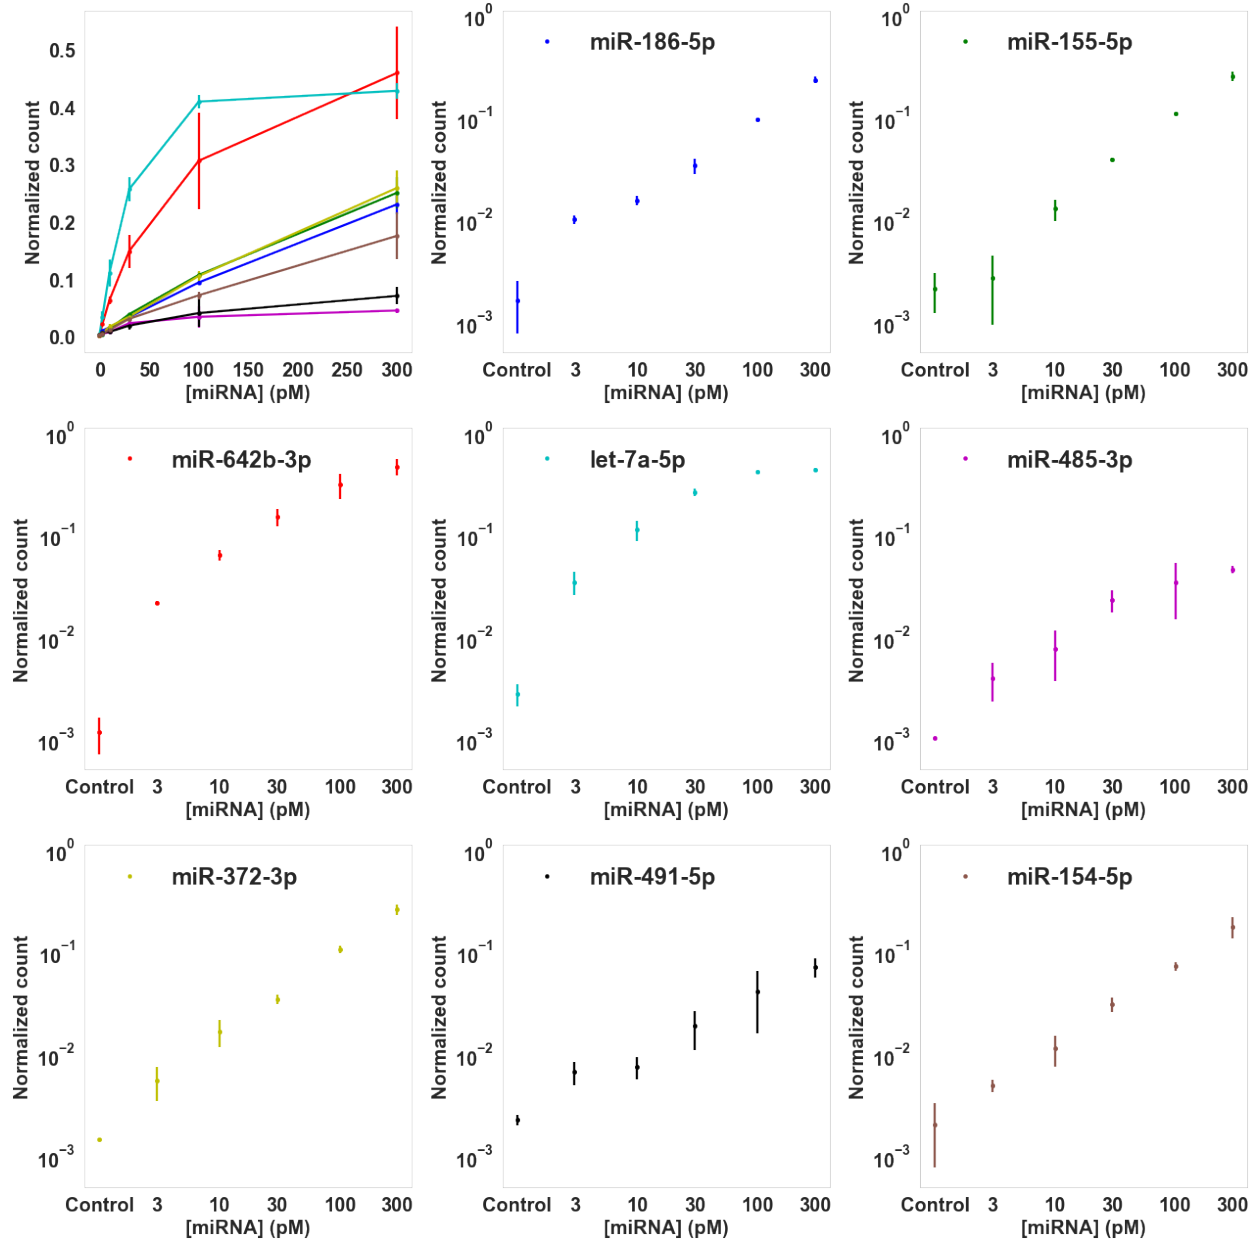 Normalized count
0.5
0.4
0.3
0.2
0.1
0.0
0 50 100 150 200 250 300
[miRNA] (pM)
miR-186-5p
Normalized count
10^0
10^−1
10^−2
10^−3
Control 3 10 30 100 300
[miRNA] (pM)
miR-155-5p
Normalized count
10^0
10^−1
10^−2
10^−3
Control 3 10 30 100 300
[miRNA] (pM)
miR-642b-3p
Normalized count
10^0
10^−1
10^−2
10^−3
Control 3 10 30 100 300
[miRNA] (pM)
let-7a-5p
Normalized count
10^0
10^−1
10^−2
10^−3
Control 3 10 30 100 300
[miRNA] (pM)
miR-485-3p
Normalized count
10^0
10^−1
10^−2
10^−3
Control 3 10 30 100 300
[miRNA] (pM)
miR-372-3p
Normalized count
10^0
10^−1
10^−2
10^−3
Control 3 10 30 100 300
[miRNA] (pM)
miR-491-5p
Normalized count
10^0
10^−1
10^−2
10^−3
Control 3 10 30 100 300
[miRNA] (pM)
miR-154-5p
Normalized count
10^0
10^−1
10^−2
10^−3
Control 3 10 30 100 300
[miRNA] (pM)